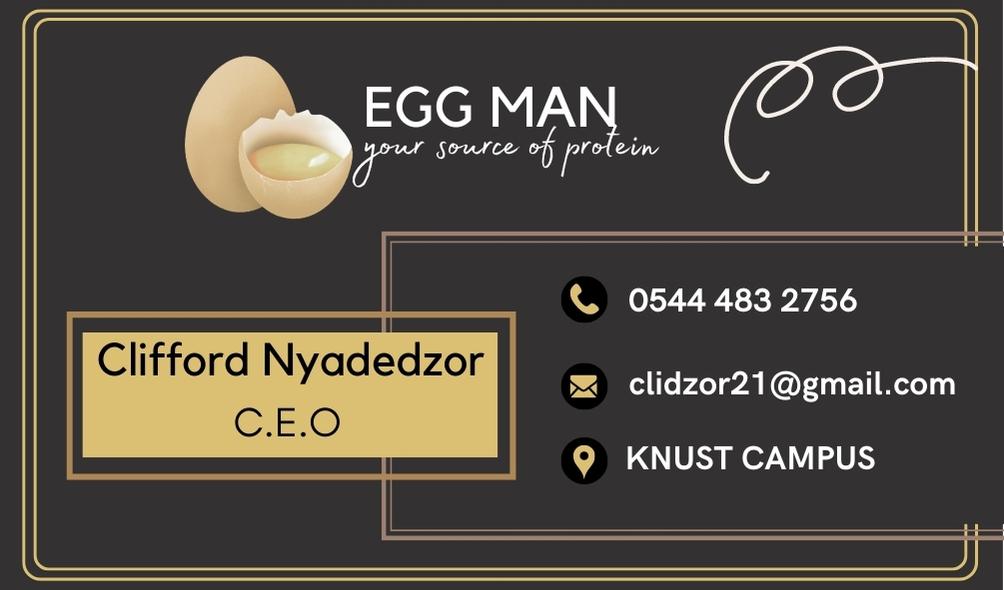 EGG MAN
your source of protein
Clifford Nyadedzor
C.E.O
0544 483 2756
clidzor21@gmail.com
KNUST CAMPUS